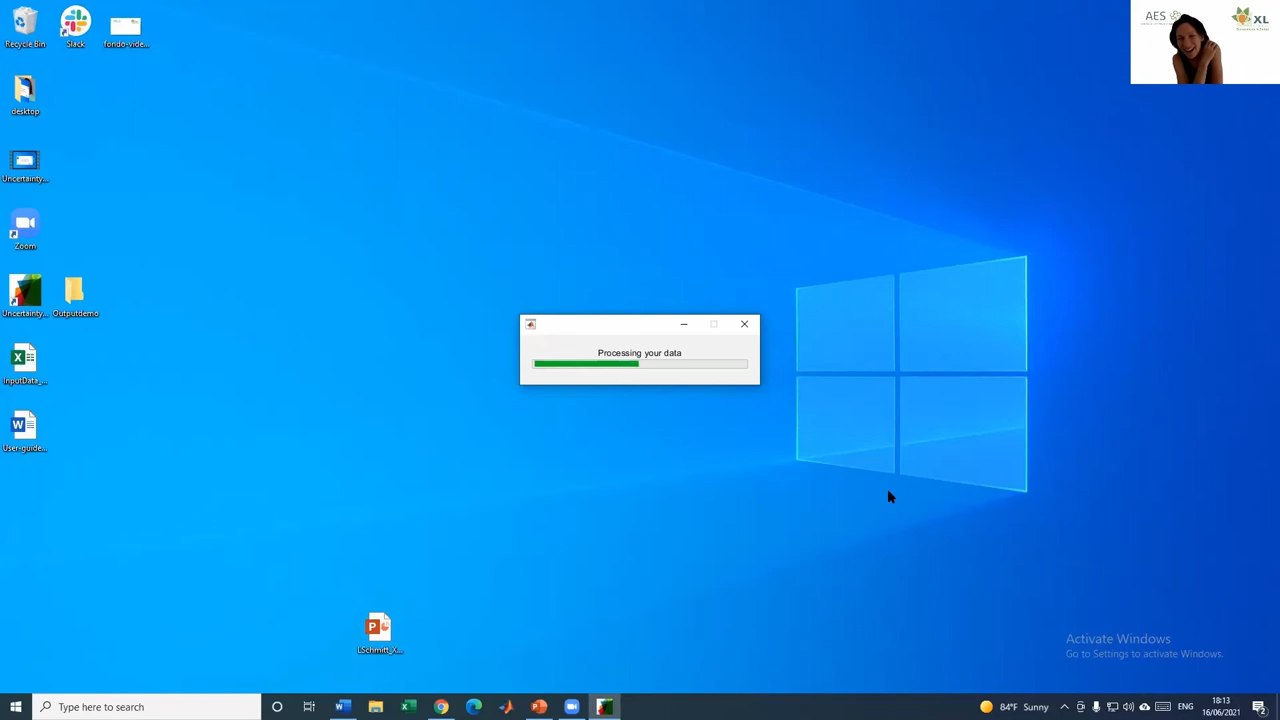 Recycle Bin
Slack
fondo-vide...
AES
XL
desktop
Uncertainty...
Zoom
Uncertainty...
Outputdemo
Processing your data
InputData_...
User-guide...
LSchmitt_X...
Activate Windows
Go to Settings to activate Windows.
Type here to search
84°F Sunny
ENG
18:13
16/06/2021
2